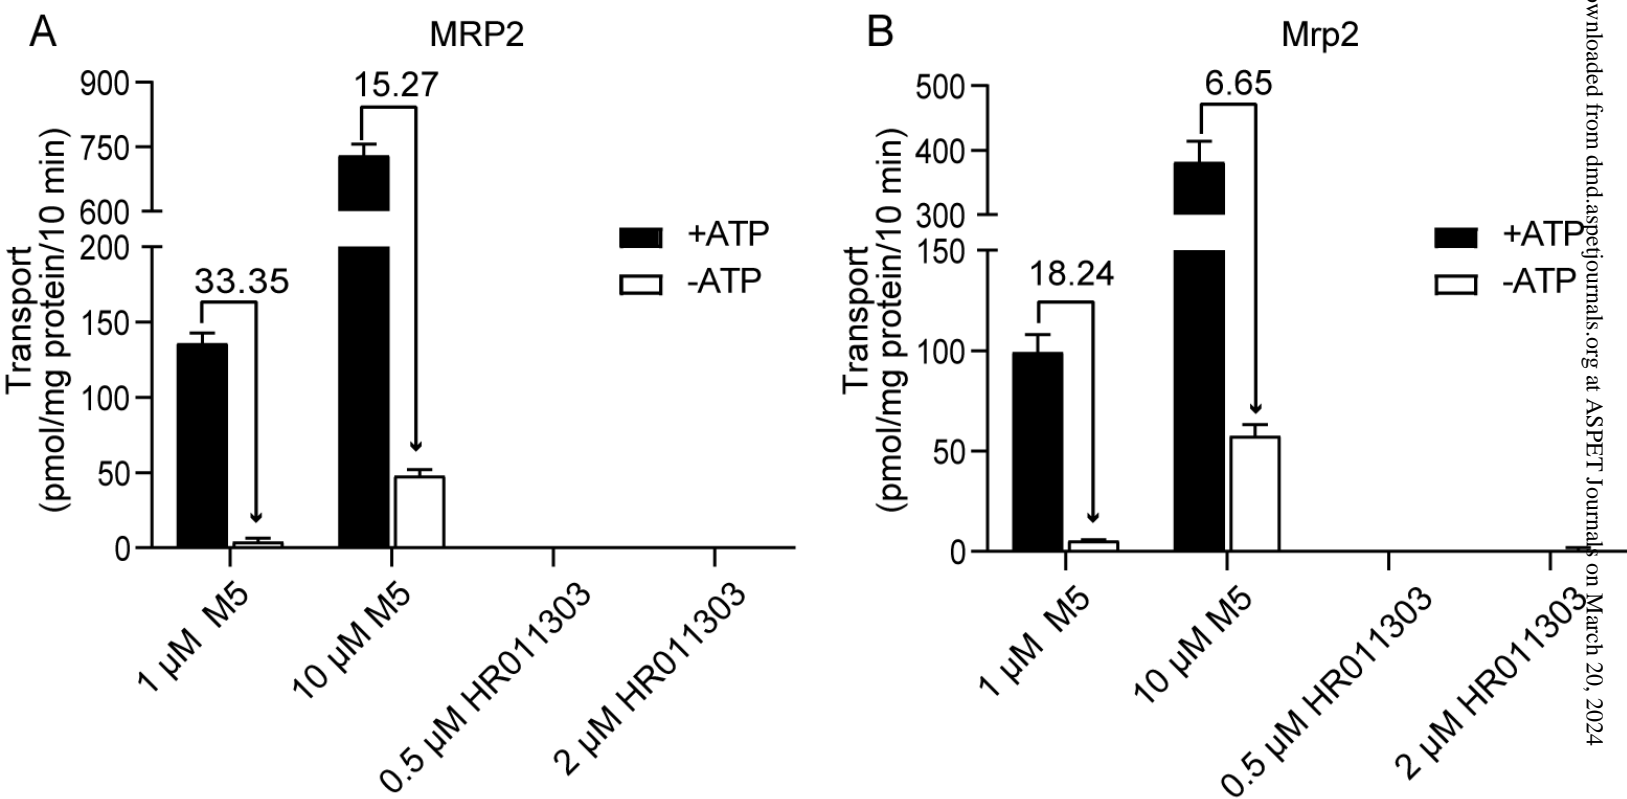 A
MRP2
Transport
(pmol/mg protein/10 min)
900
750
600
200
150
100
50
0
15.27
33.35
+ATP
-ATP
1 µM M5
10 µM M5
0.5 µM HR011303
2 µM HR011303
B
Mrp2
Transport
(pmol/mg protein/10 min)
500
400
300
150
100
50
0
6.65
18.24
+ATP
-ATP
1 µM M5
10 µM M5
0.5 µM HR011303
2 µM HR011303
ownloaded from dmd.aspetjournals.org at ASPET Journals on March 20, 2024